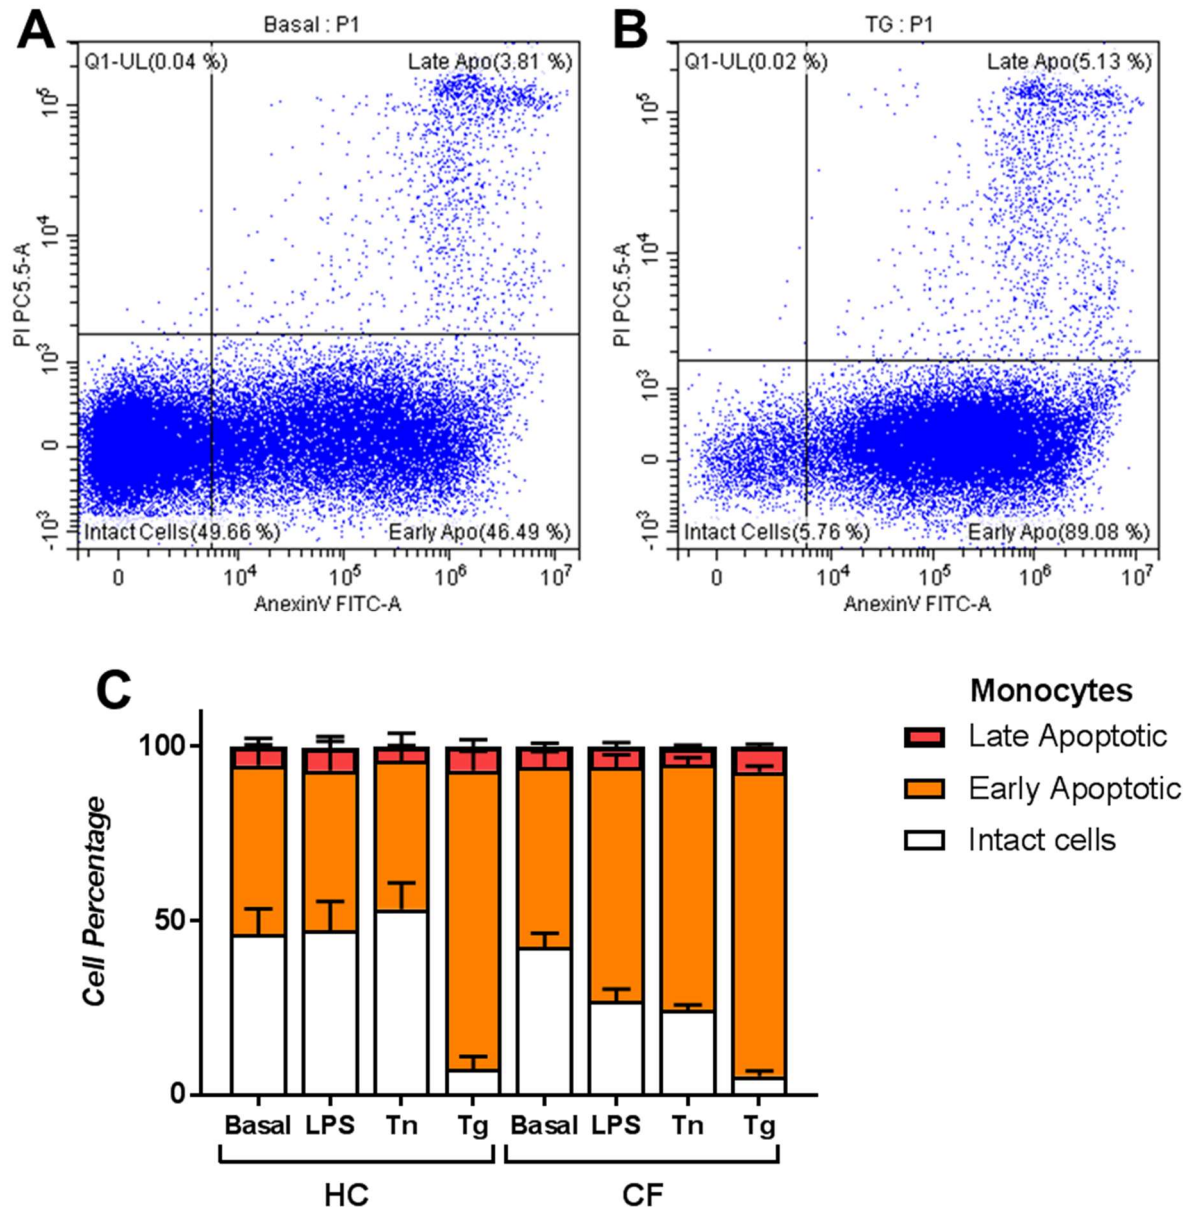 A
Basal : P1
Q1-UL(0.04 %)
Late Apo(3.81 %)
PI PC5.5-A
10^5
10^4
10^3
0
-10^3
Intact Cells(49.66 %)
Early Apo(46.49 %)
0
10^4
10^5
10^6
10^7
AnexinV FITC-A
B
TG : P1
Q1-UL(0.02 %)
Late Apo(5.13 %)
PI PC5.5-A
10^5
10^4
10^3
0
-10^3
Intact Cells(5.76 %)
Early Apo(89.08 %)
0
10^4
10^5
10^6
10^7
AnexinV FITC-A
C
Cell Percentage
100
50
0
Basal LPS Tn Tg Basal LPS Tn Tg
HC CF
Monocytes
Late Apoptotic
Early Apoptotic
Intact cells